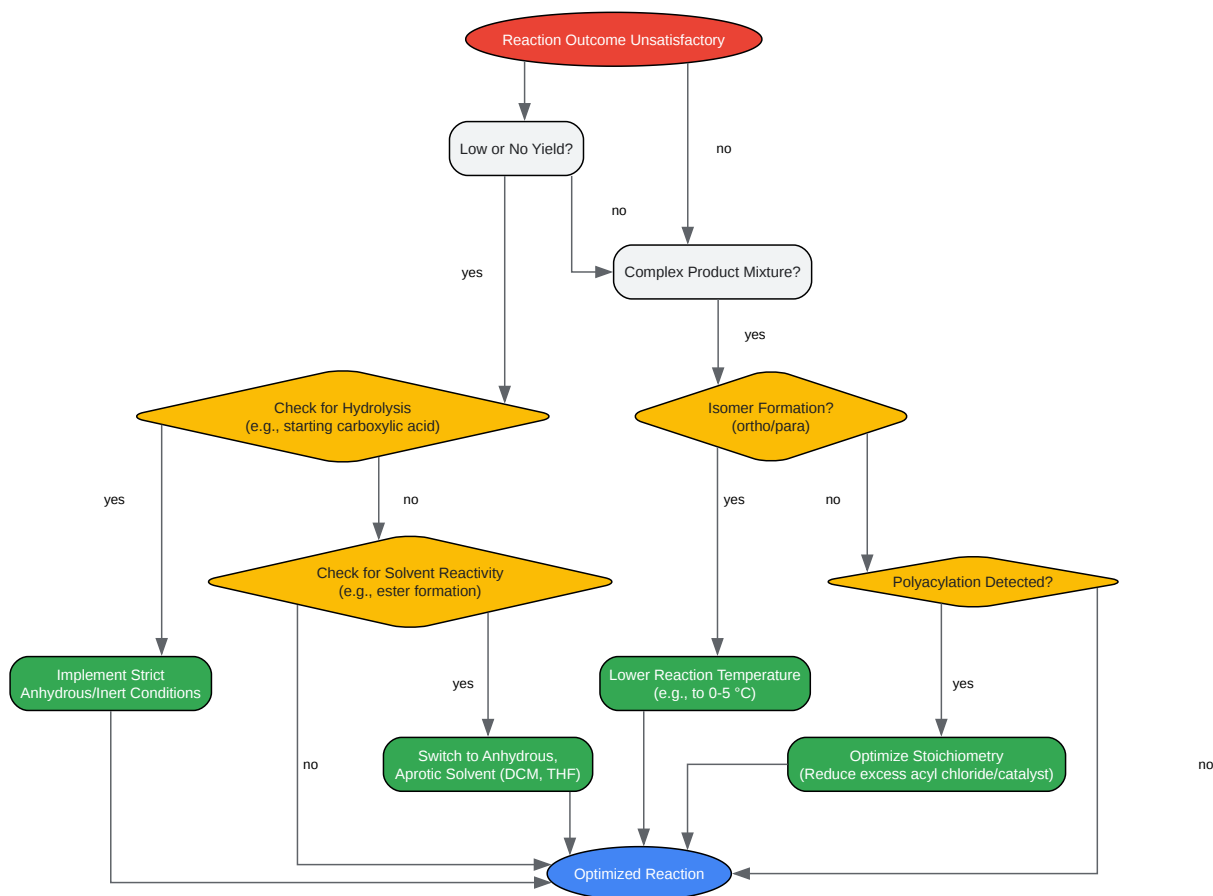 Reaction Outcome Unsatisfactory
Low or No Yield?
no
no
Complex Product Mixture?
yes
yes
Check for Hydrolysis
(e.g., starting carboxylic acid)
Isomer Formation?
(ortho/para)
yes
no
yes
no
Check for Solvent Reactivity
(e.g., ester formation)
Polyacylation Detected?
Implement Strict
Anhydrous/Inert Conditions
yes
Lower Reaction Temperature
(e.g., to 0-5 °C)
yes
no
Switch to Anhydrous,
Aprotic Solvent (DCM, THF)
Optimize Stoichiometry
(Reduce excess acyl chloride/catalyst)
no
Optimized Reaction